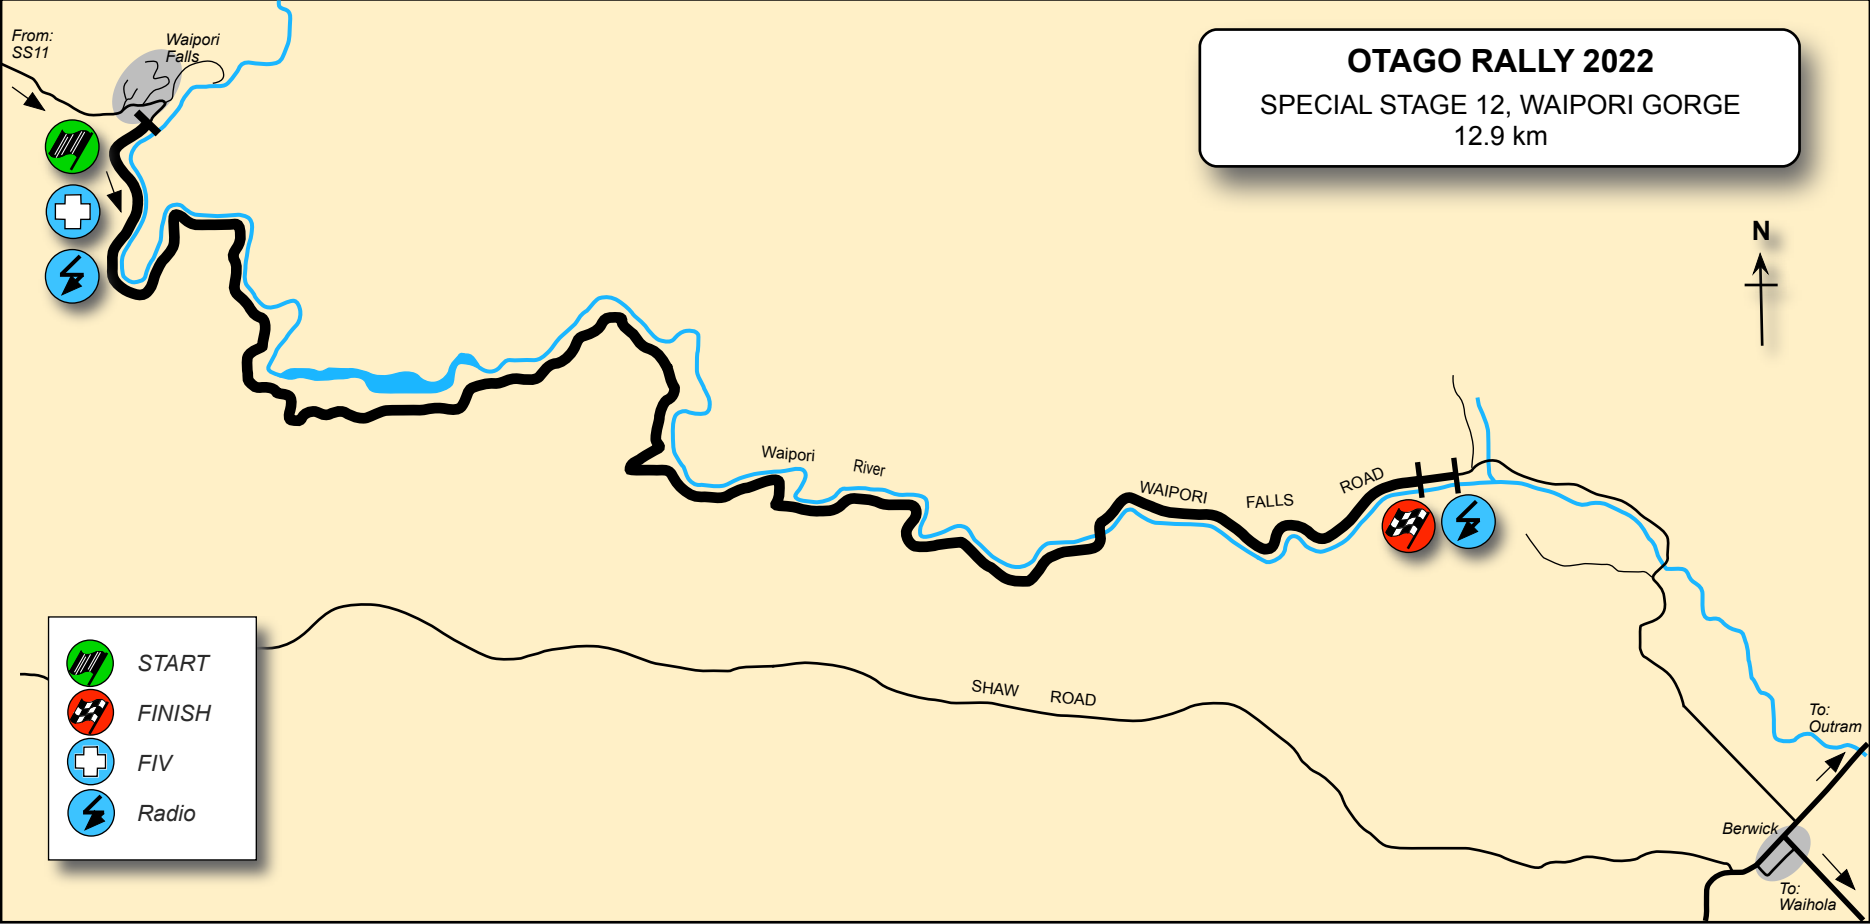 From:
SS11
Waipori
Falls
OTAGO RALLY 2022
SPECIAL STAGE 12, WAIPORI GORGE
12.9 km
N
Waipori River
WAIPORI FALLS ROAD
START
FINISH
FIV
Radio
SHAW ROAD
To:
Outram
Berwick
To:
Waihola